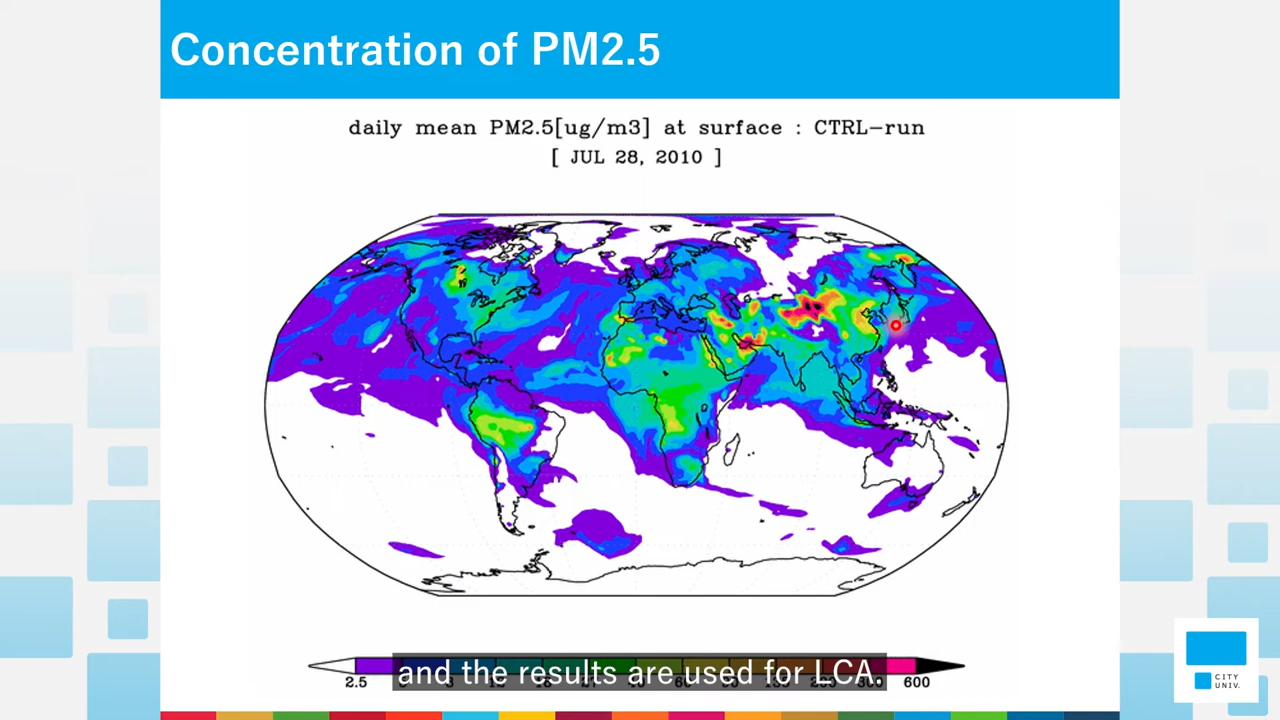 Concentration of PM2.5
daily mean PM2.5[ug/m3] at surface : CTRL−run
[ JUL 28, 2010 ]
and the results are used for LCA.
2.5 600
CITY
UNIV.